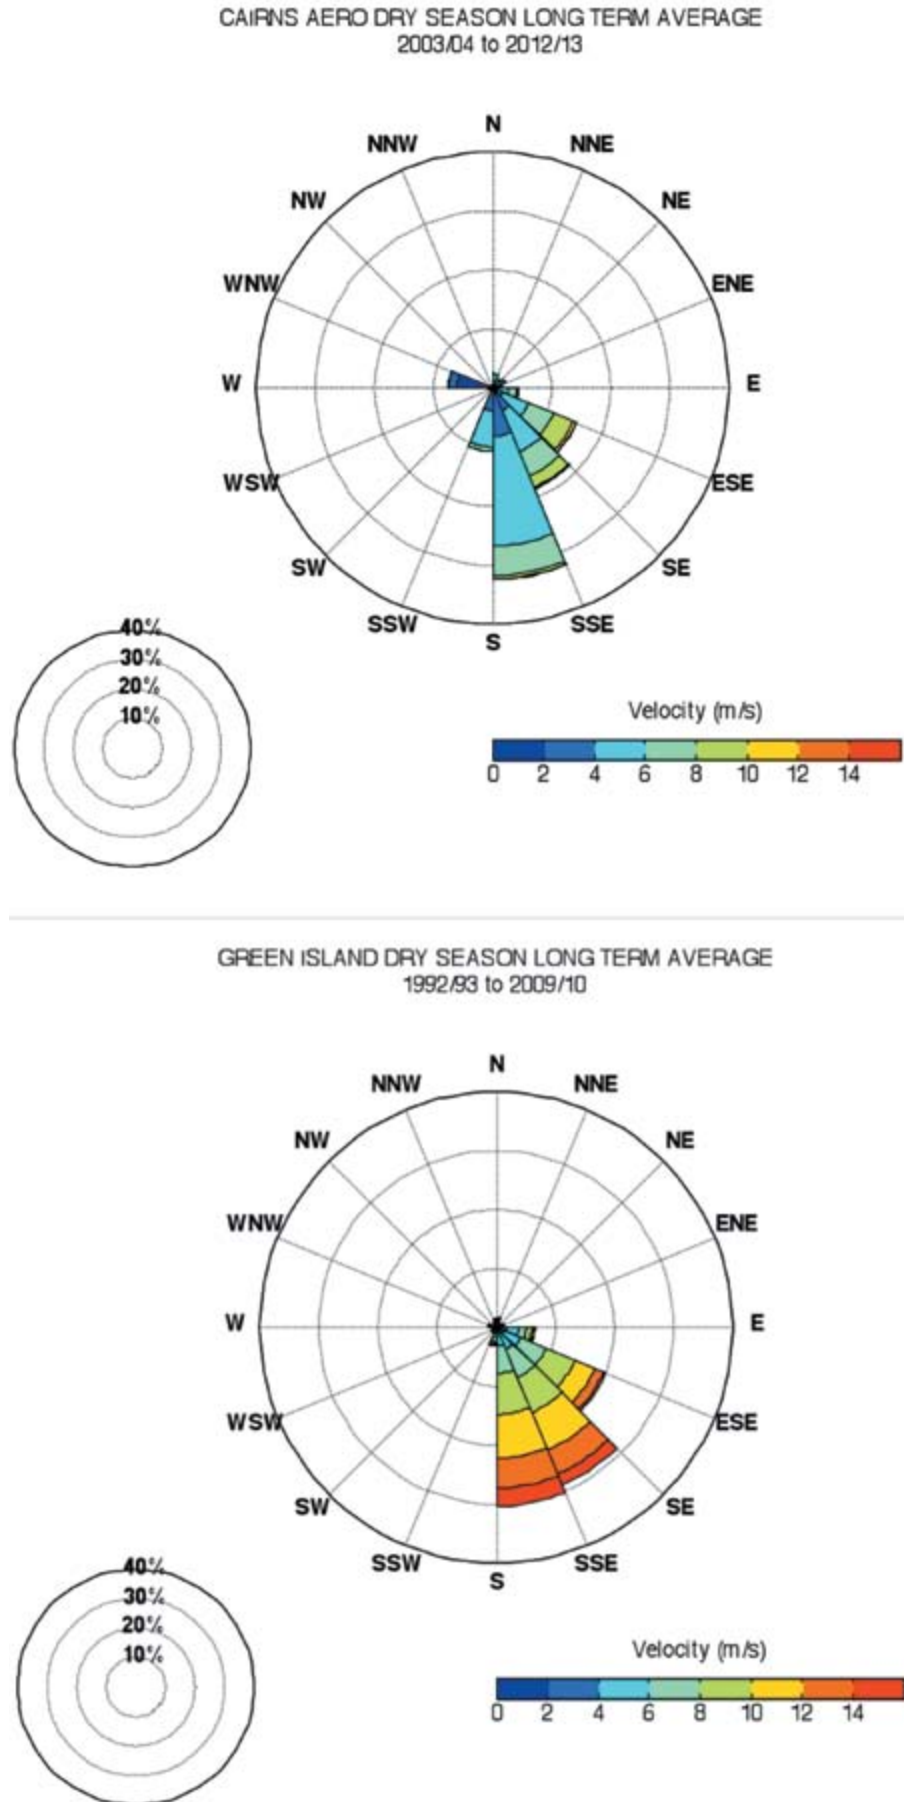 CAIRNS AERO DRY SEASON LONG TERM AVERAGE
2003/04 to 2012/13
N
NNW
NNE
NW
NE
WNW
ENE
W
E
WSW
ESE
SW
SE
SSW
SSE
S
40%
30%
20%
10%
Velocity (m/s)
0 2 4 6 8 10 12 14
GREEN ISLAND DRY SEASON LONG TERM AVERAGE
1992/93 to 2009/10
N
NNW
NNE
NW
NE
WNW
ENE
W
E
WSW
ESE
SW
SE
SSW
SSE
S
40%
30%
20%
10%
Velocity (m/s)
0 2 4 6 8 10 12 14